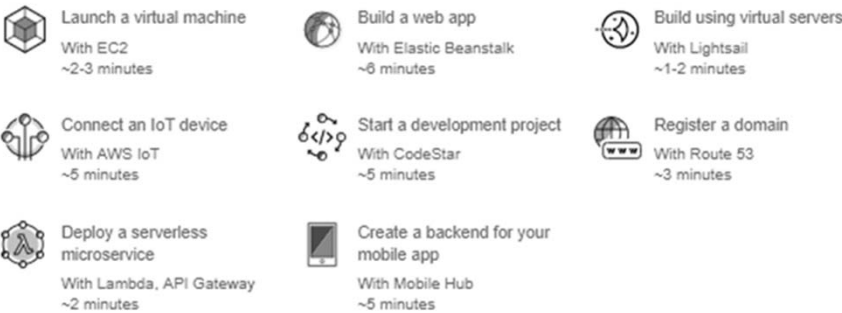 Launch a virtual machine
With EC2
~2-3 minutes
Build a web app
With Elastic Beanstalk
~6 minutes
Build using virtual servers
With Lightsail
~1-2 minutes
Connect an IoT device
With AWS IoT
~5 minutes
</>
Start a development project
With CodeStar
~5 minutes
www
Register a domain
With Route 53
~3 minutes
λ
Deploy a serverless
microservice
With Lambda, API Gateway
~2 minutes
Create a backend for your
mobile app
With Mobile Hub
~5 minutes